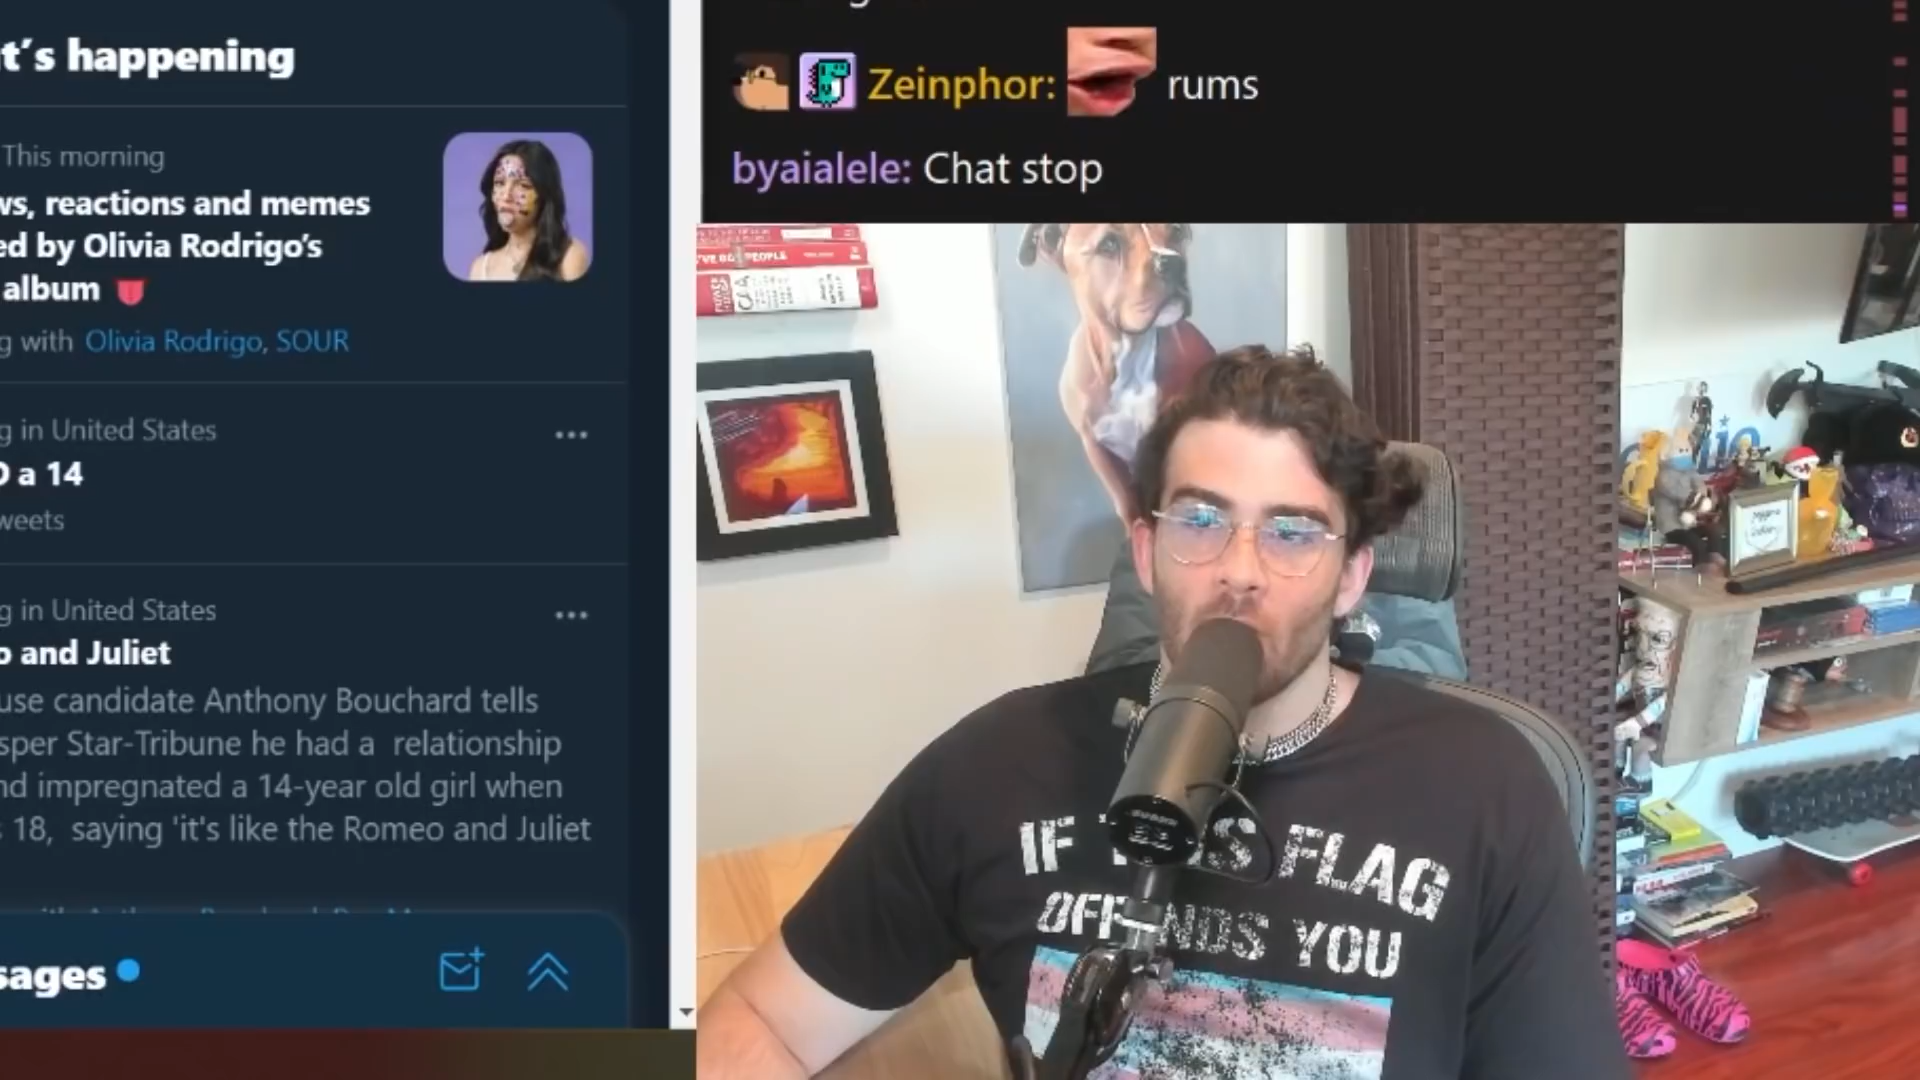 t's happening
This morning
ws, reactions and memes
ed by Olivia Rodrigo's
album
g with Olivia Rodrigo, SOUR
g in United States
a 14
weets
g in United States
o and Juliet
use candidate Anthony Bouchard tells
sper Star-Tribune he had a relationship
nd impregnated a 14-year old girl when
18, saying 'it's like the Romeo and Juliet
sages
Zeinphor: rums
byaialele: Chat stop
PEOPLE
IF THIS FLAG
OFFENDS YOU